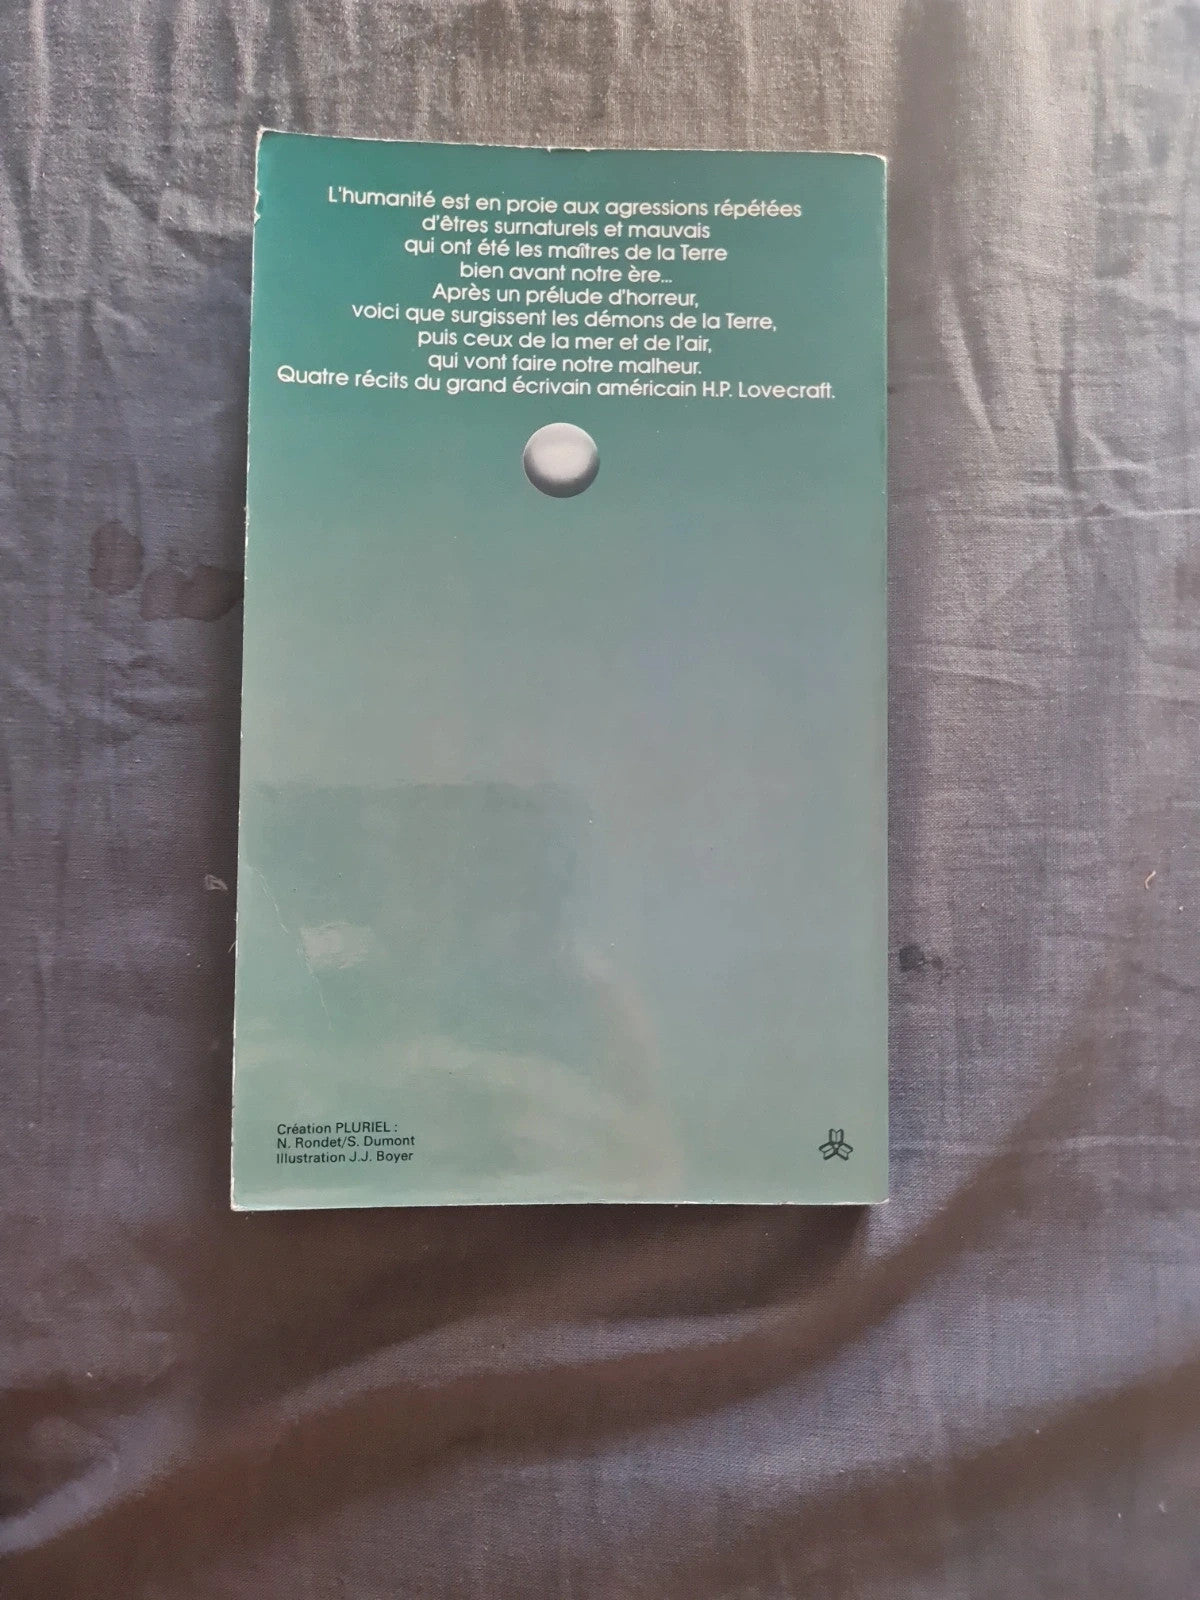 L'humanité est en proie aux agressions répétées
d'êtres surnaturels et mauvais
qui ont été les maîtres de la Terre
bien avant notre ère...
Après un prélude d'horreur,
voici que surgissent les démons de la Terre,
puis ceux de la mer et de l'air,
qui vont faire notre malheur.
Quatre récits du grand écrivain américain H.P. Lovecraft.
Création PLURIEL :
N. Rondet/S. Dumont
Illustration J.J. Boyer